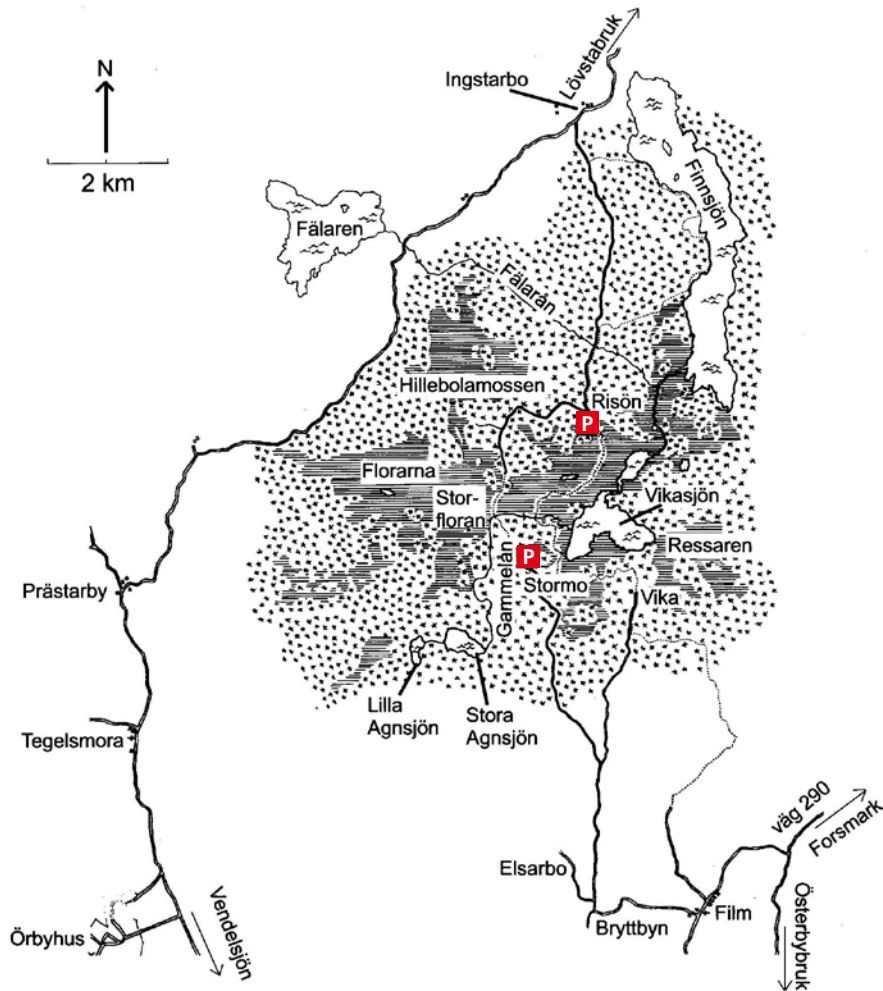 Lövstabruk
Ingstarbo
N
2 km
Finnsjön
Fälaren
Fälarån
Hillebolamossen
Risön
P
Florarna
Stor-
floran
Vikasjön
Ressaren
P
Gammelån
Stormo
Vika
Prästarby
Lilla
Agnsjön
Stora
Agnsjön
Tegelsmora
väg 290
Forsmark
Elsarbo
Vendelsjön
Film
Österbybruk
Örbyhus
Bryttbyn